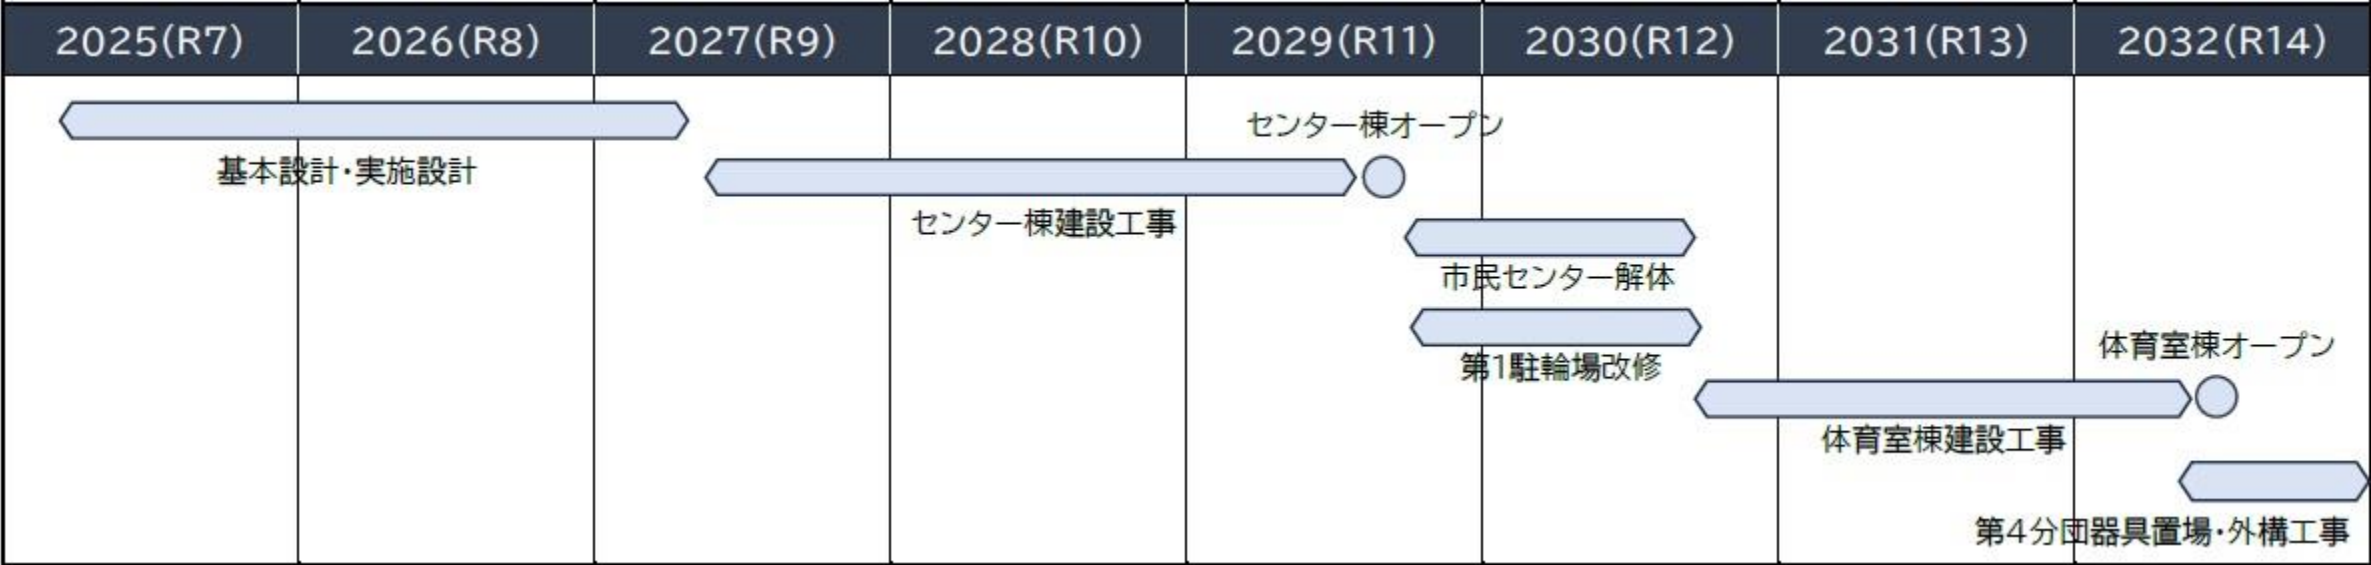 2025(R7) 2026(R8) 2027(R9) 2028(R10) 2029(R11) 2030(R12) 2031(R13) 2032(R14)
センター棟オープン
基本設計・実施設計
センター棟建設工事
市民センター解体
第1駐輪場改修
体育室棟オープン
体育室棟建設工事
第4分団器具置場・外構工事